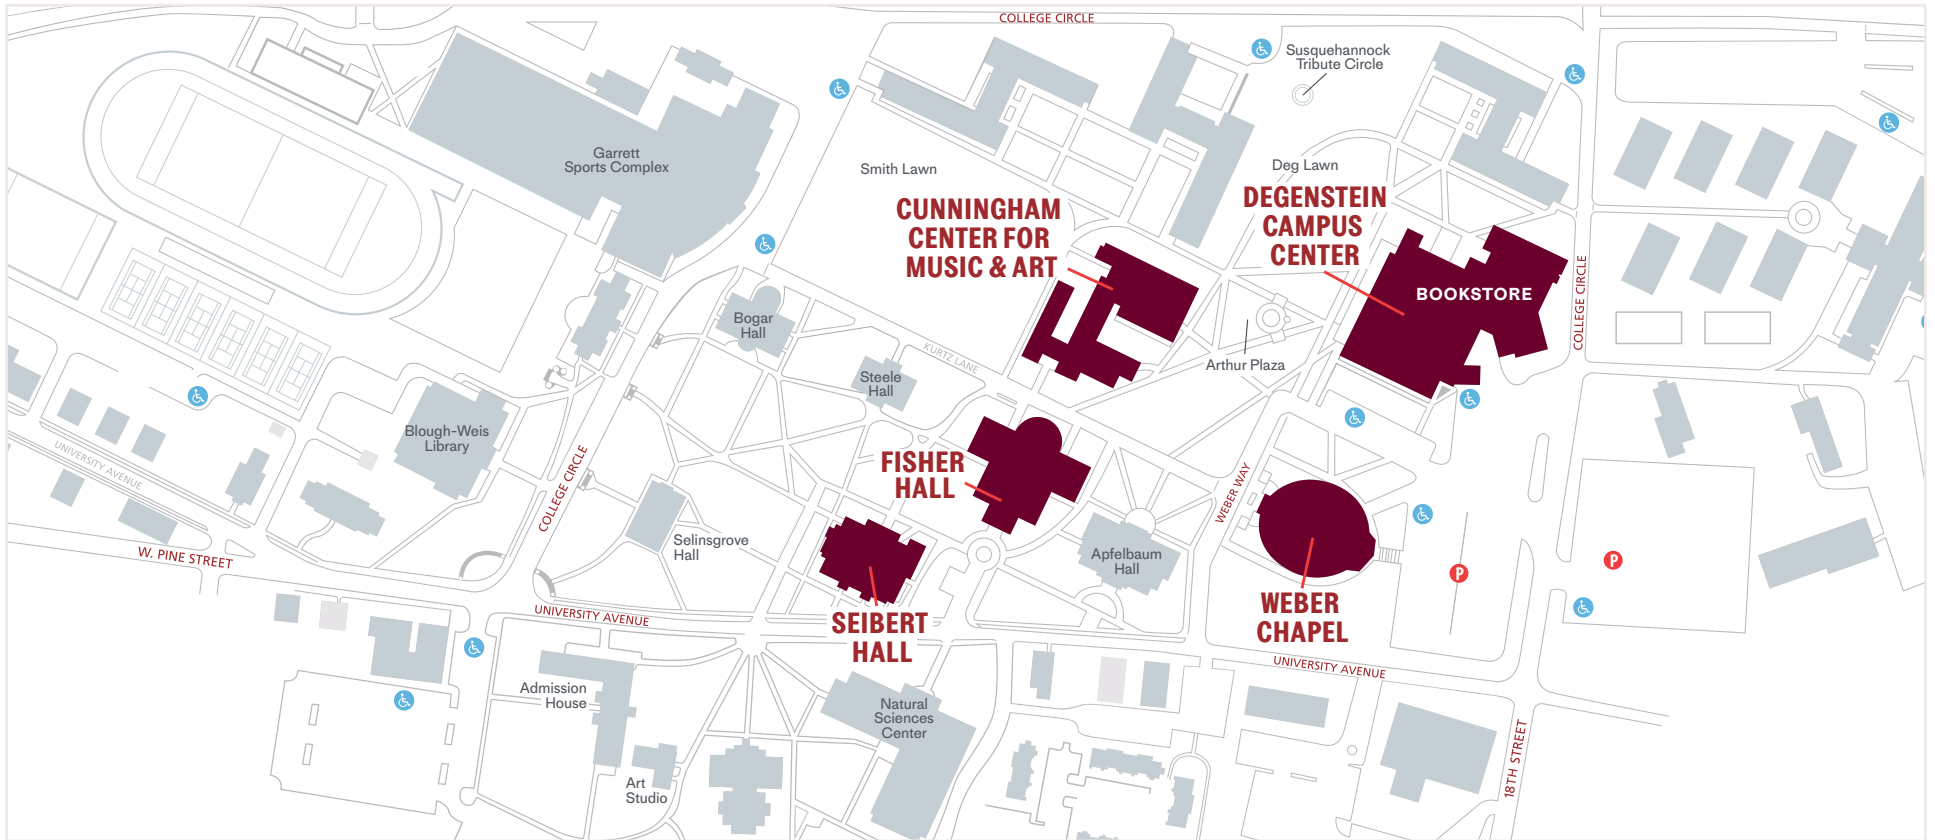 COLLEGE CIRCLE
Susquehannock
Tribute Circle
Garrett
Sports Complex
Smith Lawn
Deg Lawn
CUNNINGHAM
CENTER FOR
MUSIC & ART
DEGENSTEIN
CAMPUS
CENTER
BOOKSTORE
COLLEGE CIRCLE
Bogar
Hall
KURTZ LANE
Arthur Plaza
Steele
Hall
Blough-Weis
Library
UNIVERSITY AVENUE
COLLEGE CIRCLE
FISHER
HALL
WEBER WAY
Selinsgrove
Hall
Apfelbaum
Hall
W. PINE STREET
P
P
UNIVERSITY AVENUE
SEIBERT
HALL
WEBER
CHAPEL
UNIVERSITY AVENUE
Admission
House
Natural
Sciences
Center
18TH STREET
Art
Studio